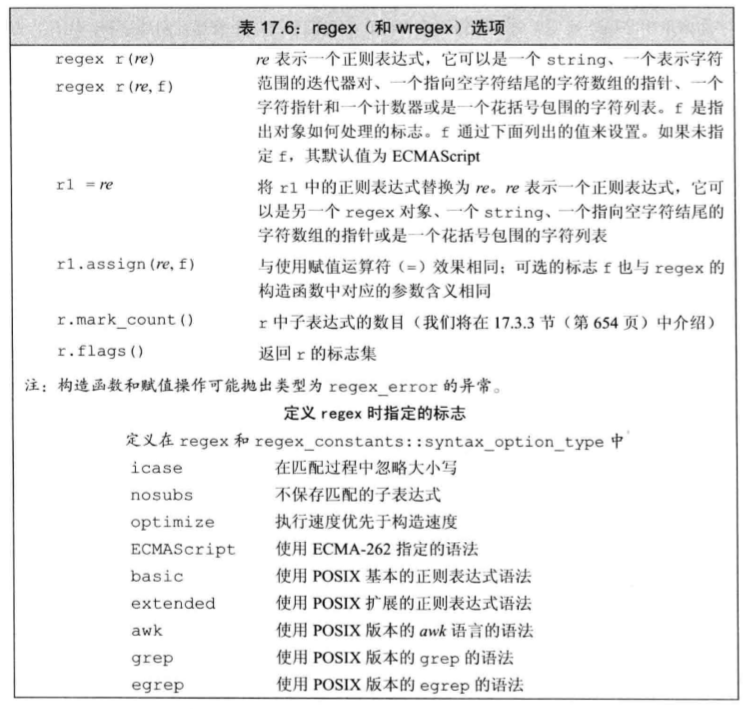 表 17.6：regex（和 wregex）选项
regex r(re) re 表示一个正则表达式，它可以是一个 string、一个表示字符
regex r(re, f) 范围的迭代器对、一个指向空字符结尾的字符数组的指针、一个
字符指针和一个计数器或是一个花括号包围的字符列表。f 是指
出对象如何处理的标志。f 通过下面列出的值来设置。如果未指
定 f，其默认值为 ECMAScript
r1 = re 将 r1 中的正则表达式替换为 re。re 表示一个正则表达式，它可
以是另一个 regex 对象、一个 string、一个指向空字符结尾的
字符数组的指针或是一个花括号包围的字符列表
r1.assign(re, f) 与使用赋值运算符（=）效果相同；可选的标志 f 也与 regex 的
构造函数中对应的参数含义相同
r.mark_count() r 中子表达式的数目（我们将在 17.3.3 节（第 654 页）中介绍）
r.flags() 返回 r 的标志集
注：构造函数和赋值操作可能抛出类型为 regex_error 的异常。
定义 regex 时指定的标志
定义在 regex 和 regex_constants::syntax_option_type 中
icase 在匹配过程中忽略大小写
nosubs 不保存匹配的子表达式
optimize 执行速度优先于构造速度
ECMAScript 使用 ECMA-262 指定的语法
basic 使用 POSIX 基本的正则表达式语法
extended 使用 POSIX 扩展的正则表达式语法
awk 使用 POSIX 版本的 awk 语言的语法
grep 使用 POSIX 版本的 grep 的语法
egrep 使用 POSIX 版本的 egrep 的语法